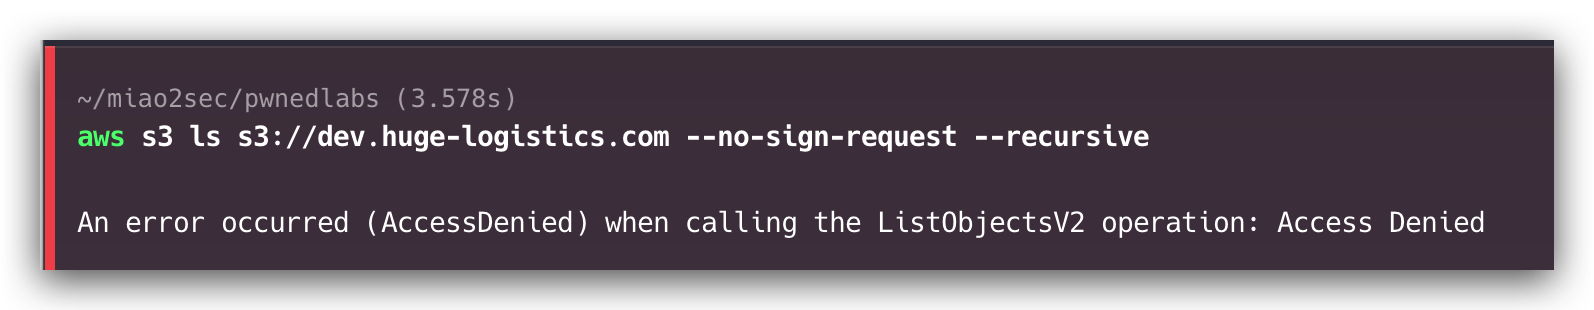 ~/miao2sec/pwnedlabs (3.578s)
aws s3 ls s3://dev.huge-logistics.com --no-sign-request --recursive
An error occurred (AccessDenied) when calling the ListObjectsV2 operation: Access Denied